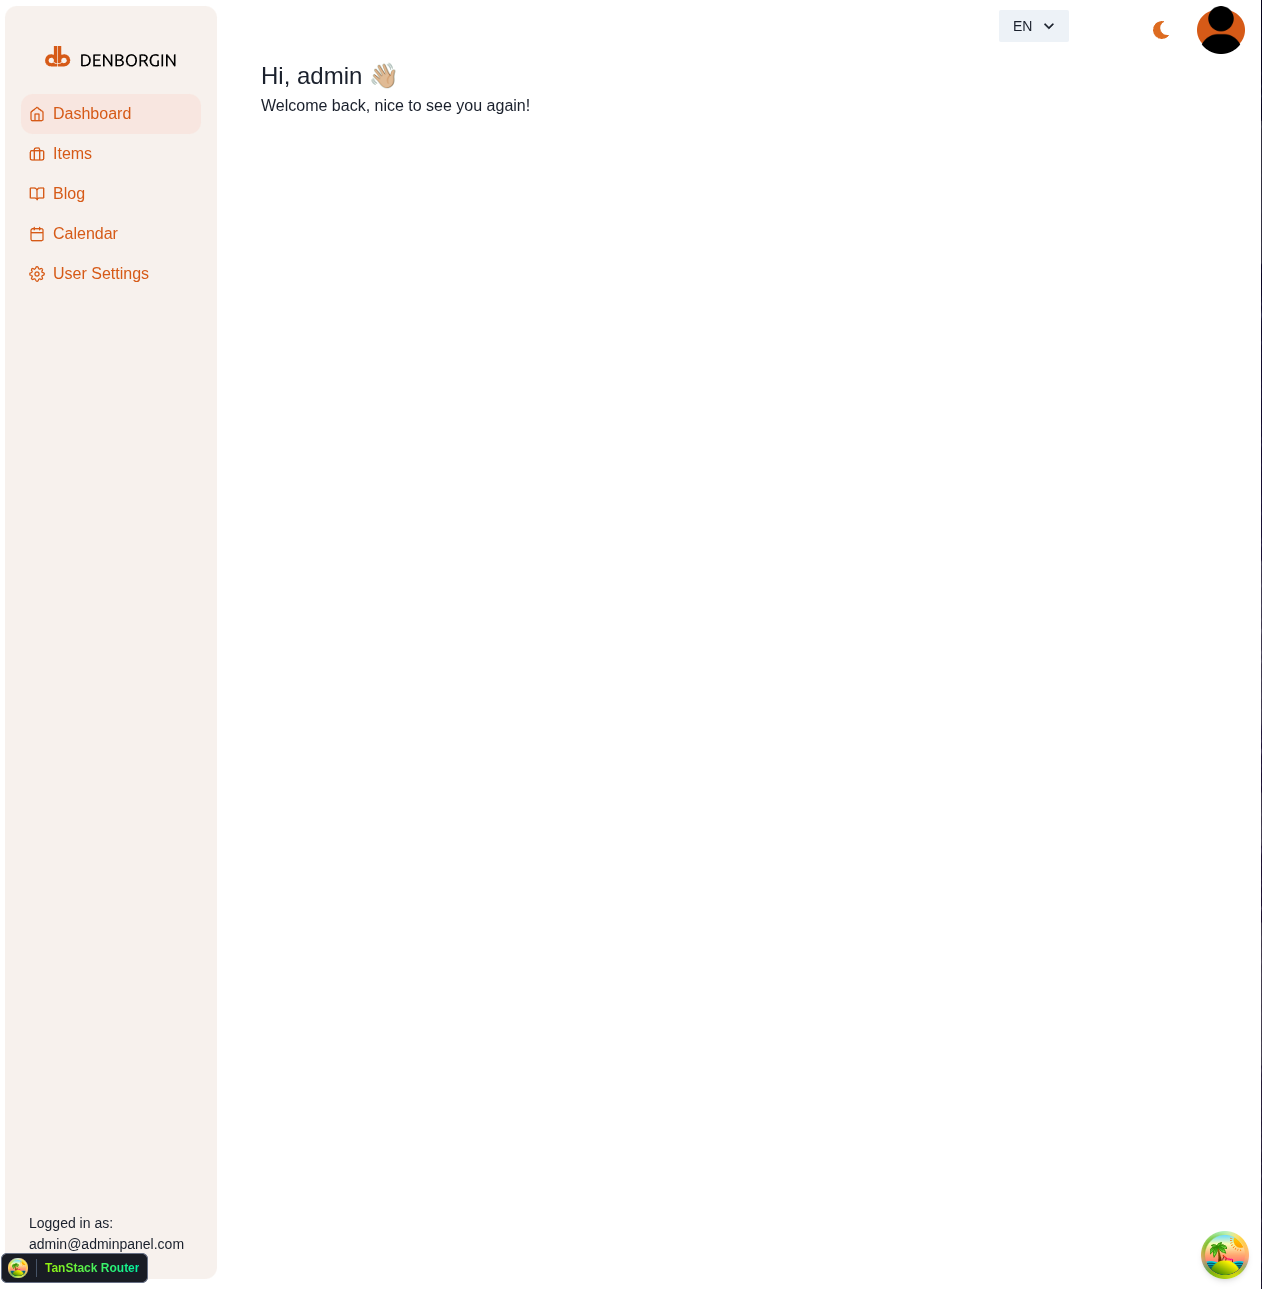 DENBORGIN
Dashboard
Items
Blog
Calendar
User Settings
EN
Hi, admin 👋🏼
Welcome back, nice to see you again!
Logged in as:
admin@adminpanel.com
TanStack Router